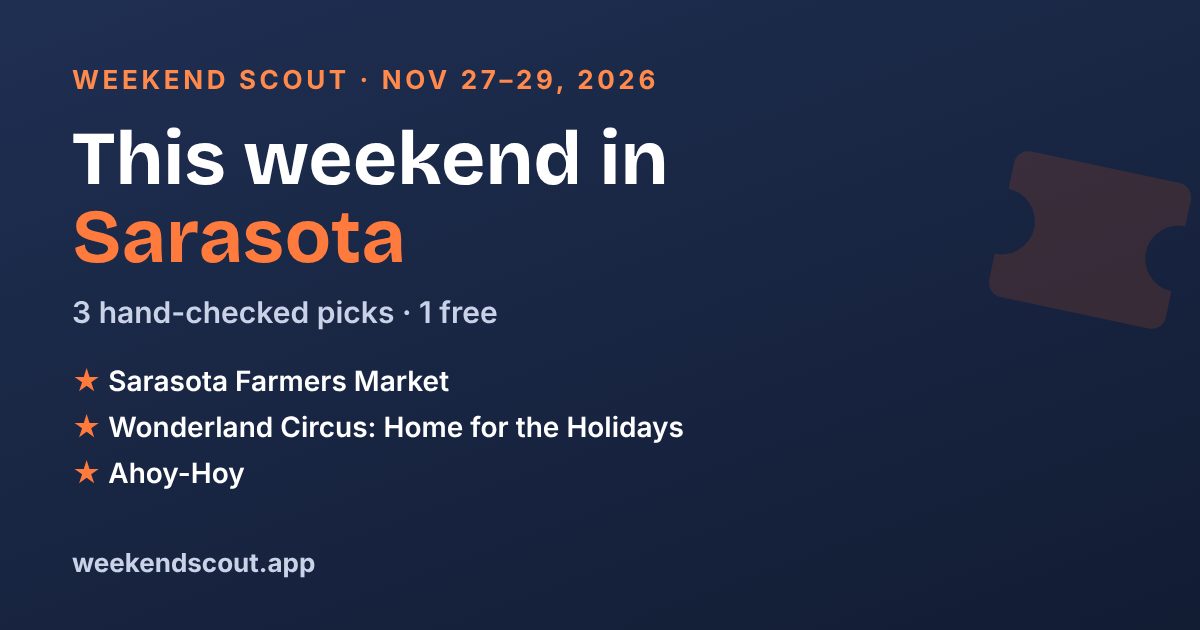 WEEKEND SCOUT · NOV 27–29, 2026
This weekend in
Sarasota
3 hand-checked picks · 1 free
★ Sarasota Farmers Market
★ Wonderland Circus: Home for the Holidays
★ Ahoy-Hoy
weekendscout.app